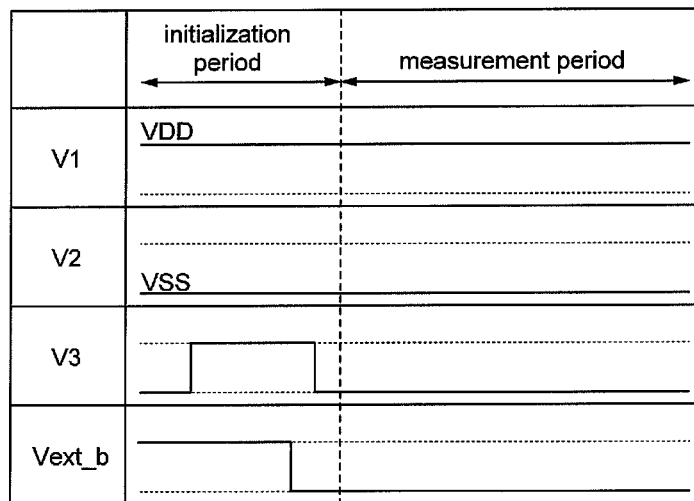 initialization
period
measurement period
V1
VDD
V2
VSS
V3
Vext_b